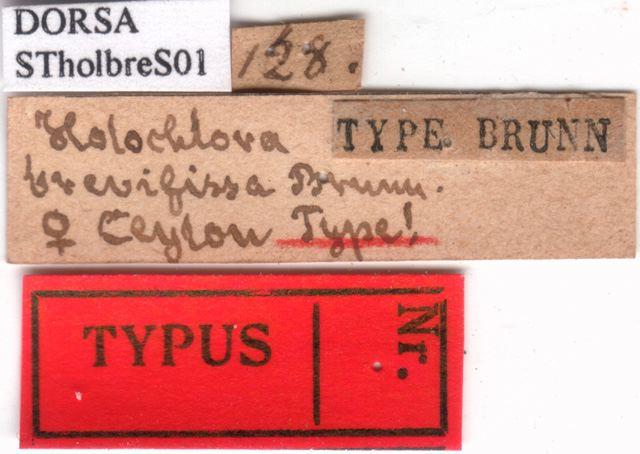 DORSA
STholbreS01
128.
Holochlora
TYPE. BRUNN
brevifissa Brunn.
♀ Ceylon Type!
TYPUS
Nr.